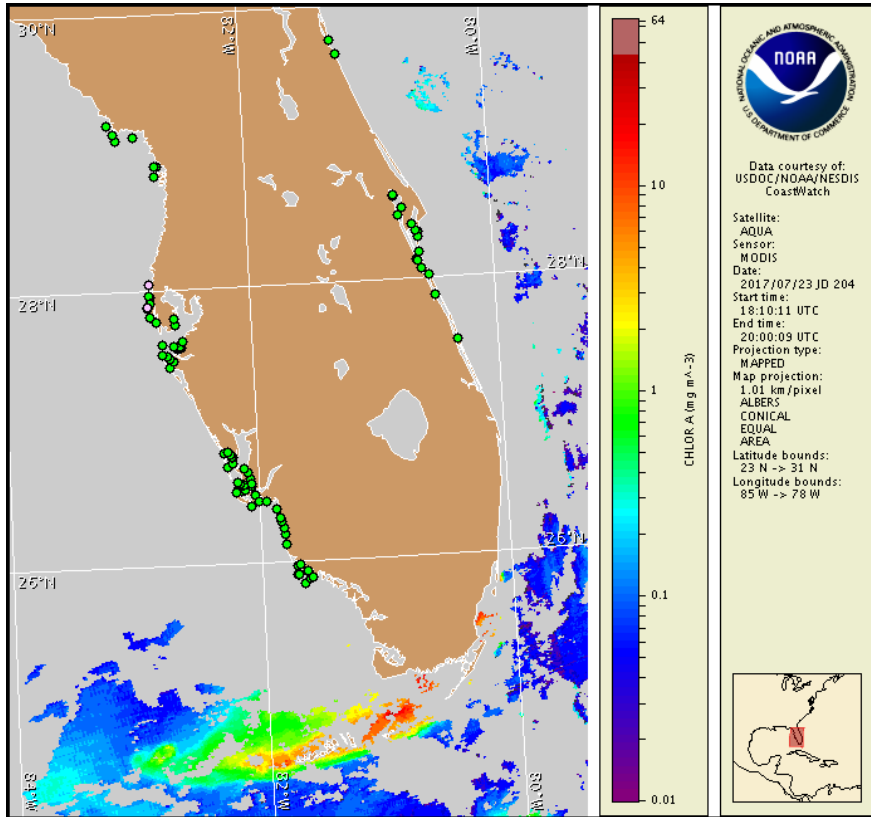 30°N
82°W
80°W
28°N
28°N
26°N
26°N
84°W
82°W
80°W
64
10
1
0.1
0.01
CHLOR A (mg m^-3)
NATIONAL OCEANIC AND ATMOSPHERIC ADMINISTRATION
NOAA
U.S. DEPARTMENT OF COMMERCE
Data courtesy of:
USDOC/NOAA/NESDIS
CoastWatch
Satellite:
AQUA
Sensor:
MODIS
Date:
2017/07/23 JD 204
Start time:
18:10:11 UTC
End time:
20:00:09 UTC
Projection type:
MAPPED
Map projection:
1.01 km/pixel
ALBERS
CONICAL
EQUAL
AREA
Latitude bounds:
23 N -> 31 N
Longitude bounds:
85 W -> 78 W